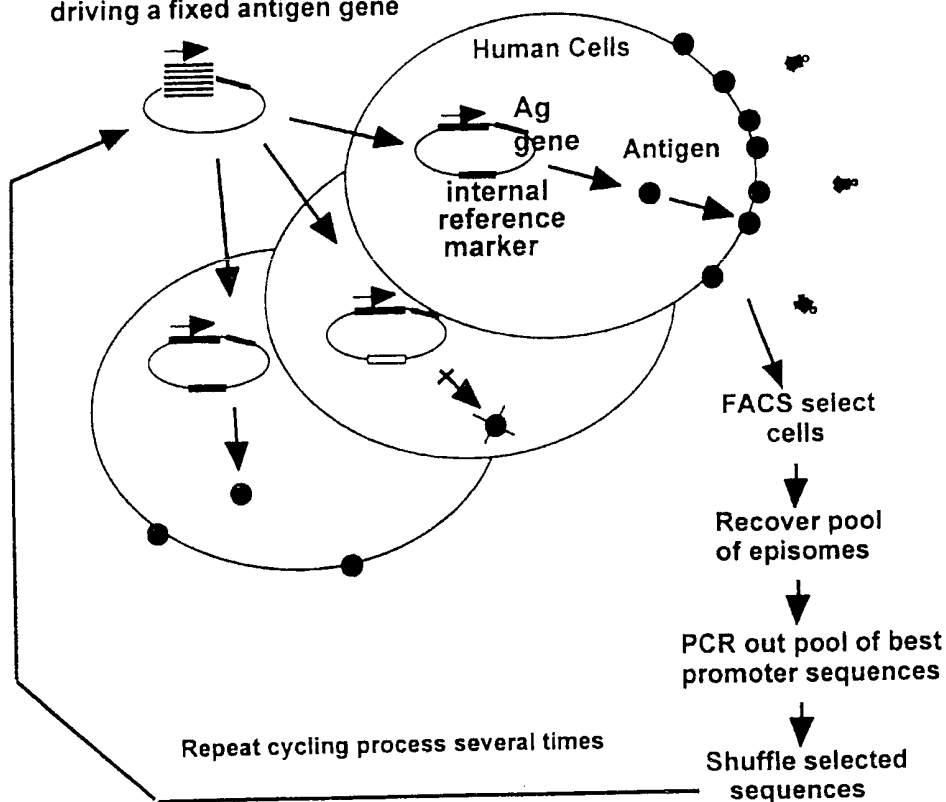 driving a fixed antigen gene
Human Cells
Ag
gene
Antigen
internal
reference
marker
FACS select
cells
Recover pool
of episomes
PCR out pool of best
promoter sequences
Shuffle selected
sequences
Repeat cycling process several times